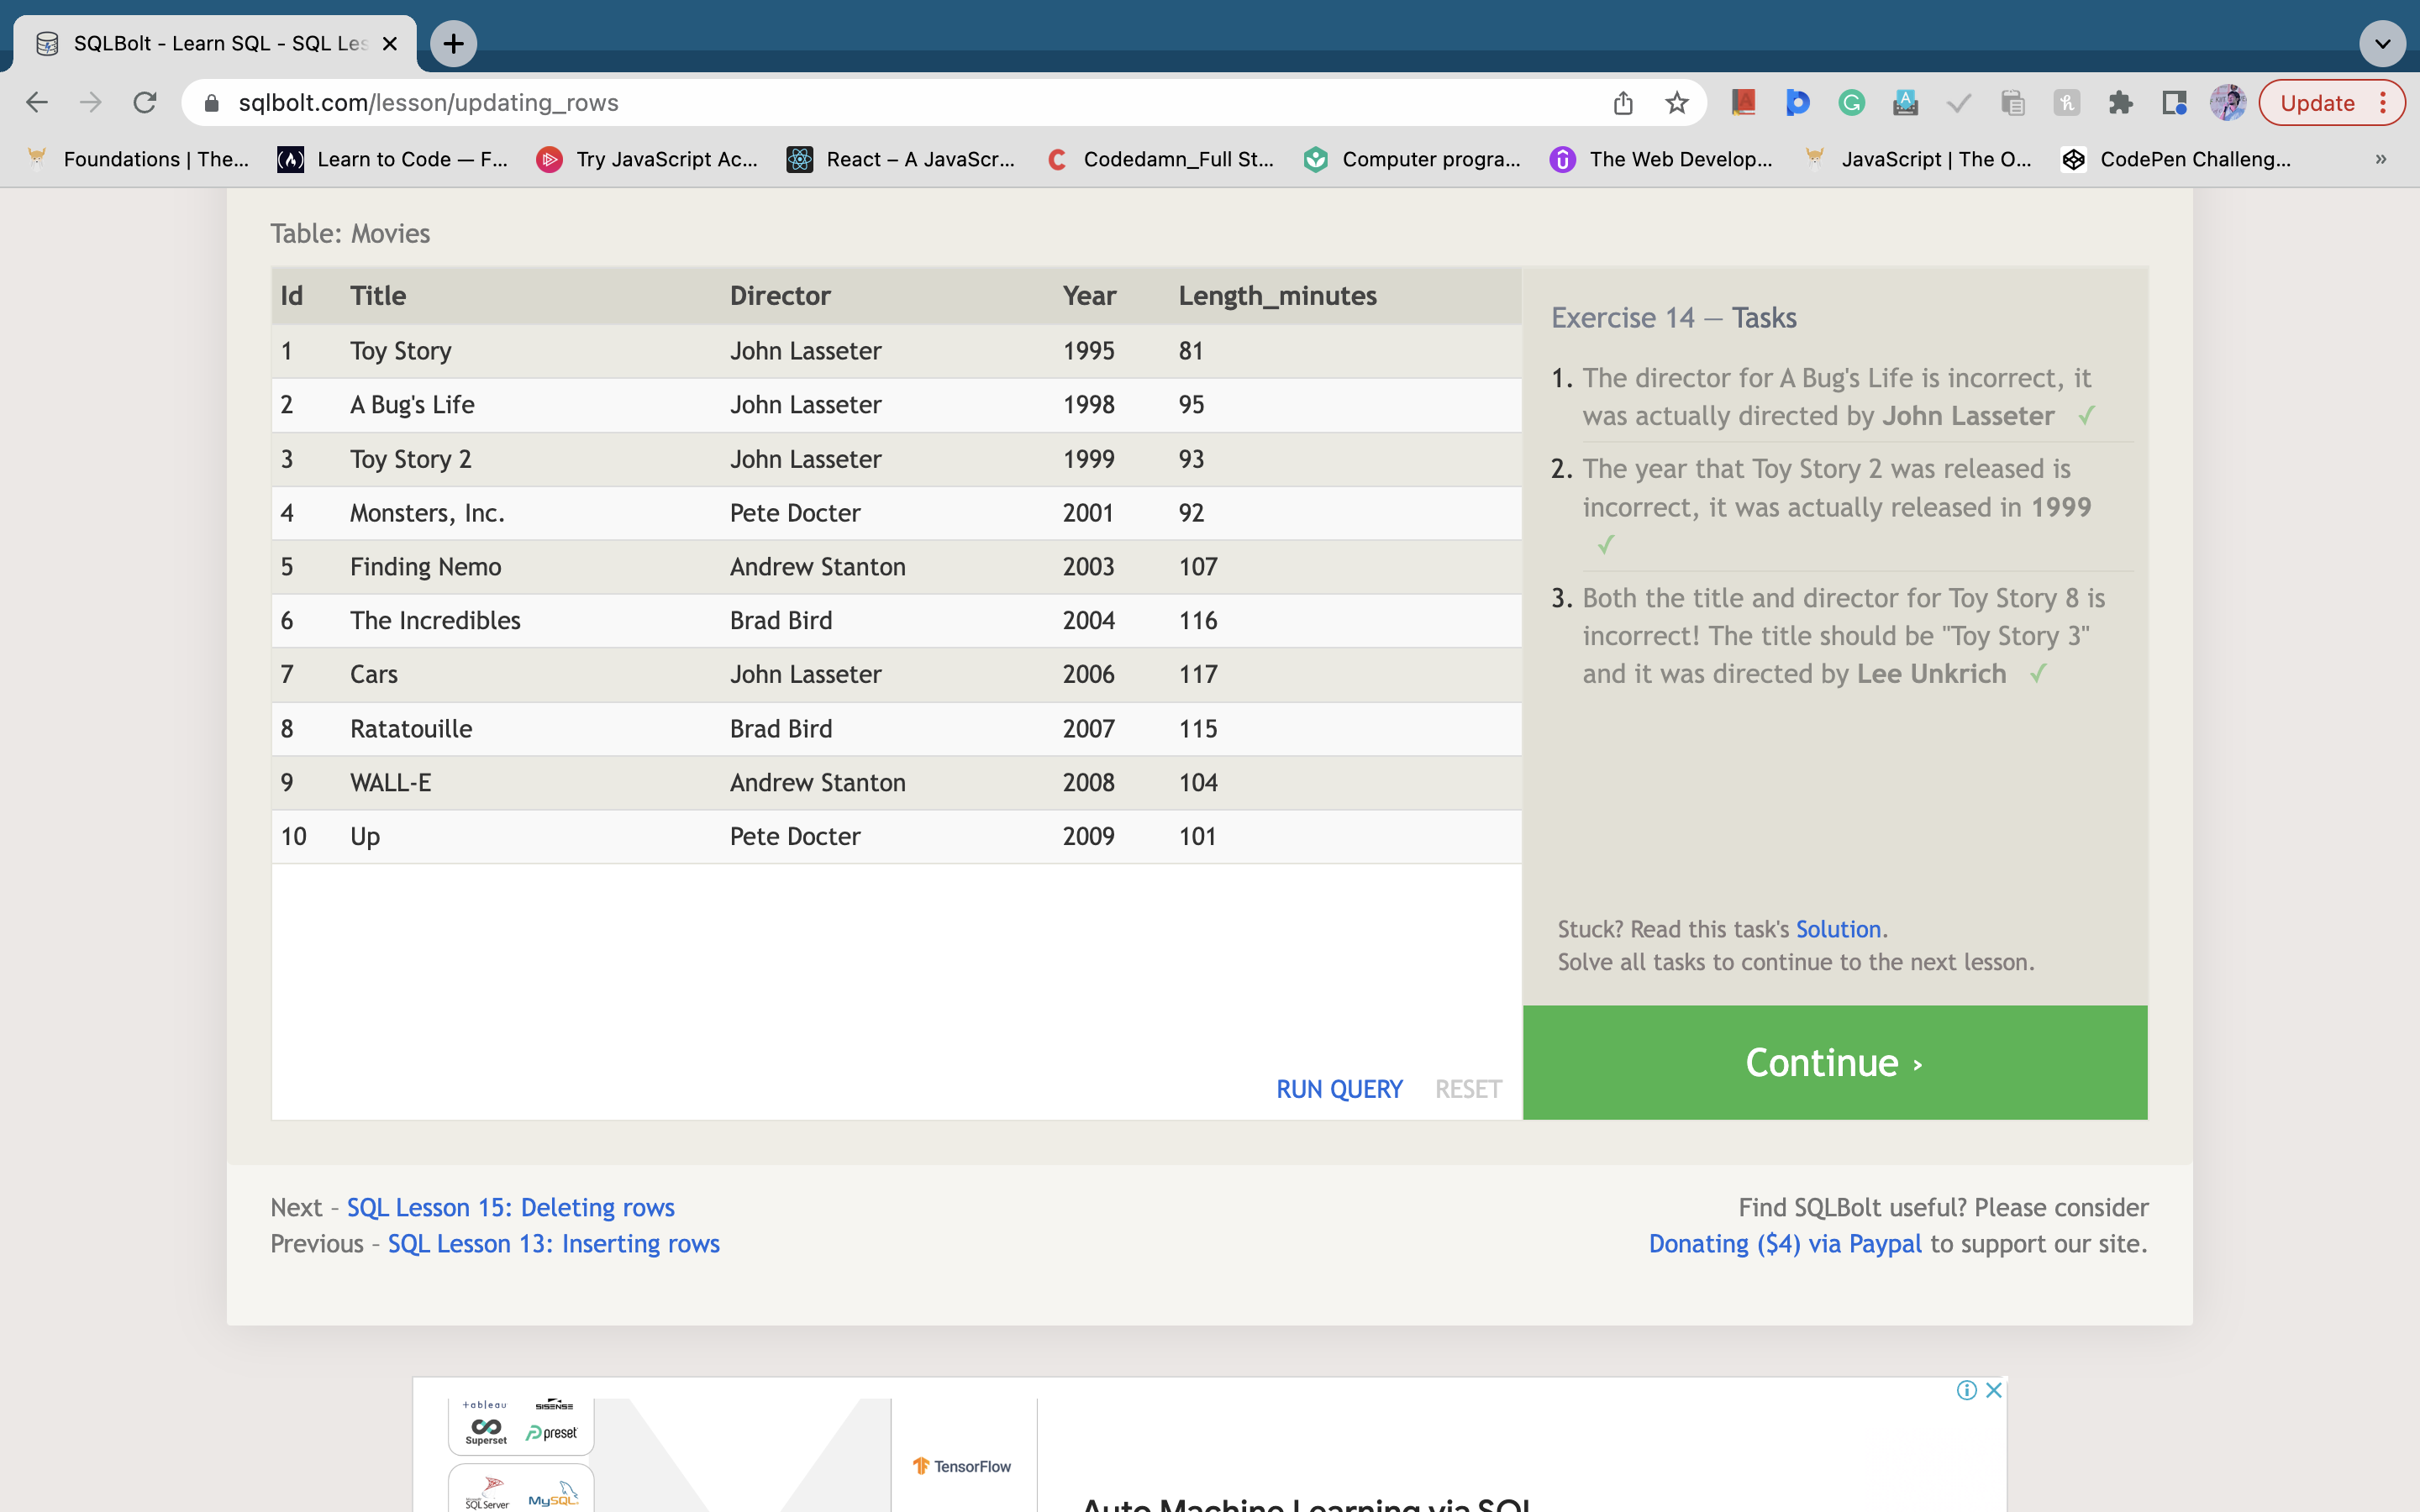 SQLBolt - Learn SQL - SQL Les
sqlbolt.com/lesson/updating_rows
Update
Foundations | The... Learn to Code — F... Try JavaScript Ac... React – A JavaScr... Codedamn_Full St... Computer progra... The Web Develop... JavaScript | The O... CodePen Challeng... »
Table: Movies
Id Title Director Year Length_minutes
1 Toy Story John Lasseter 1995 81
2 A Bug's Life John Lasseter 1998 95
3 Toy Story 2 John Lasseter 1999 93
4 Monsters, Inc. Pete Docter 2001 92
5 Finding Nemo Andrew Stanton 2003 107
6 The Incredibles Brad Bird 2004 116
7 Cars John Lasseter 2006 117
8 Ratatouille Brad Bird 2007 115
9 WALL-E Andrew Stanton 2008 104
10 Up Pete Docter 2009 101
RUN QUERY RESET
Exercise 14 — Tasks
1. The director for A Bug's Life is incorrect, it
was actually directed by John Lasseter ✓
2. The year that Toy Story 2 was released is
incorrect, it was actually released in 1999
✓
3. Both the title and director for Toy Story 8 is
incorrect! The title should be "Toy Story 3"
and it was directed by Lee Unkrich ✓
Stuck? Read this task's Solution.
Solve all tasks to continue to the next lesson.
Continue ›
Next – SQL Lesson 15: Deleting rows
Previous – SQL Lesson 13: Inserting rows
Find SQLBolt useful? Please consider
Donating ($4) via Paypal to support our site.
+ableau SISENSE
Superset preset
SQL Server MySQL
TensorFlow
Auto Machine Learning via SQL